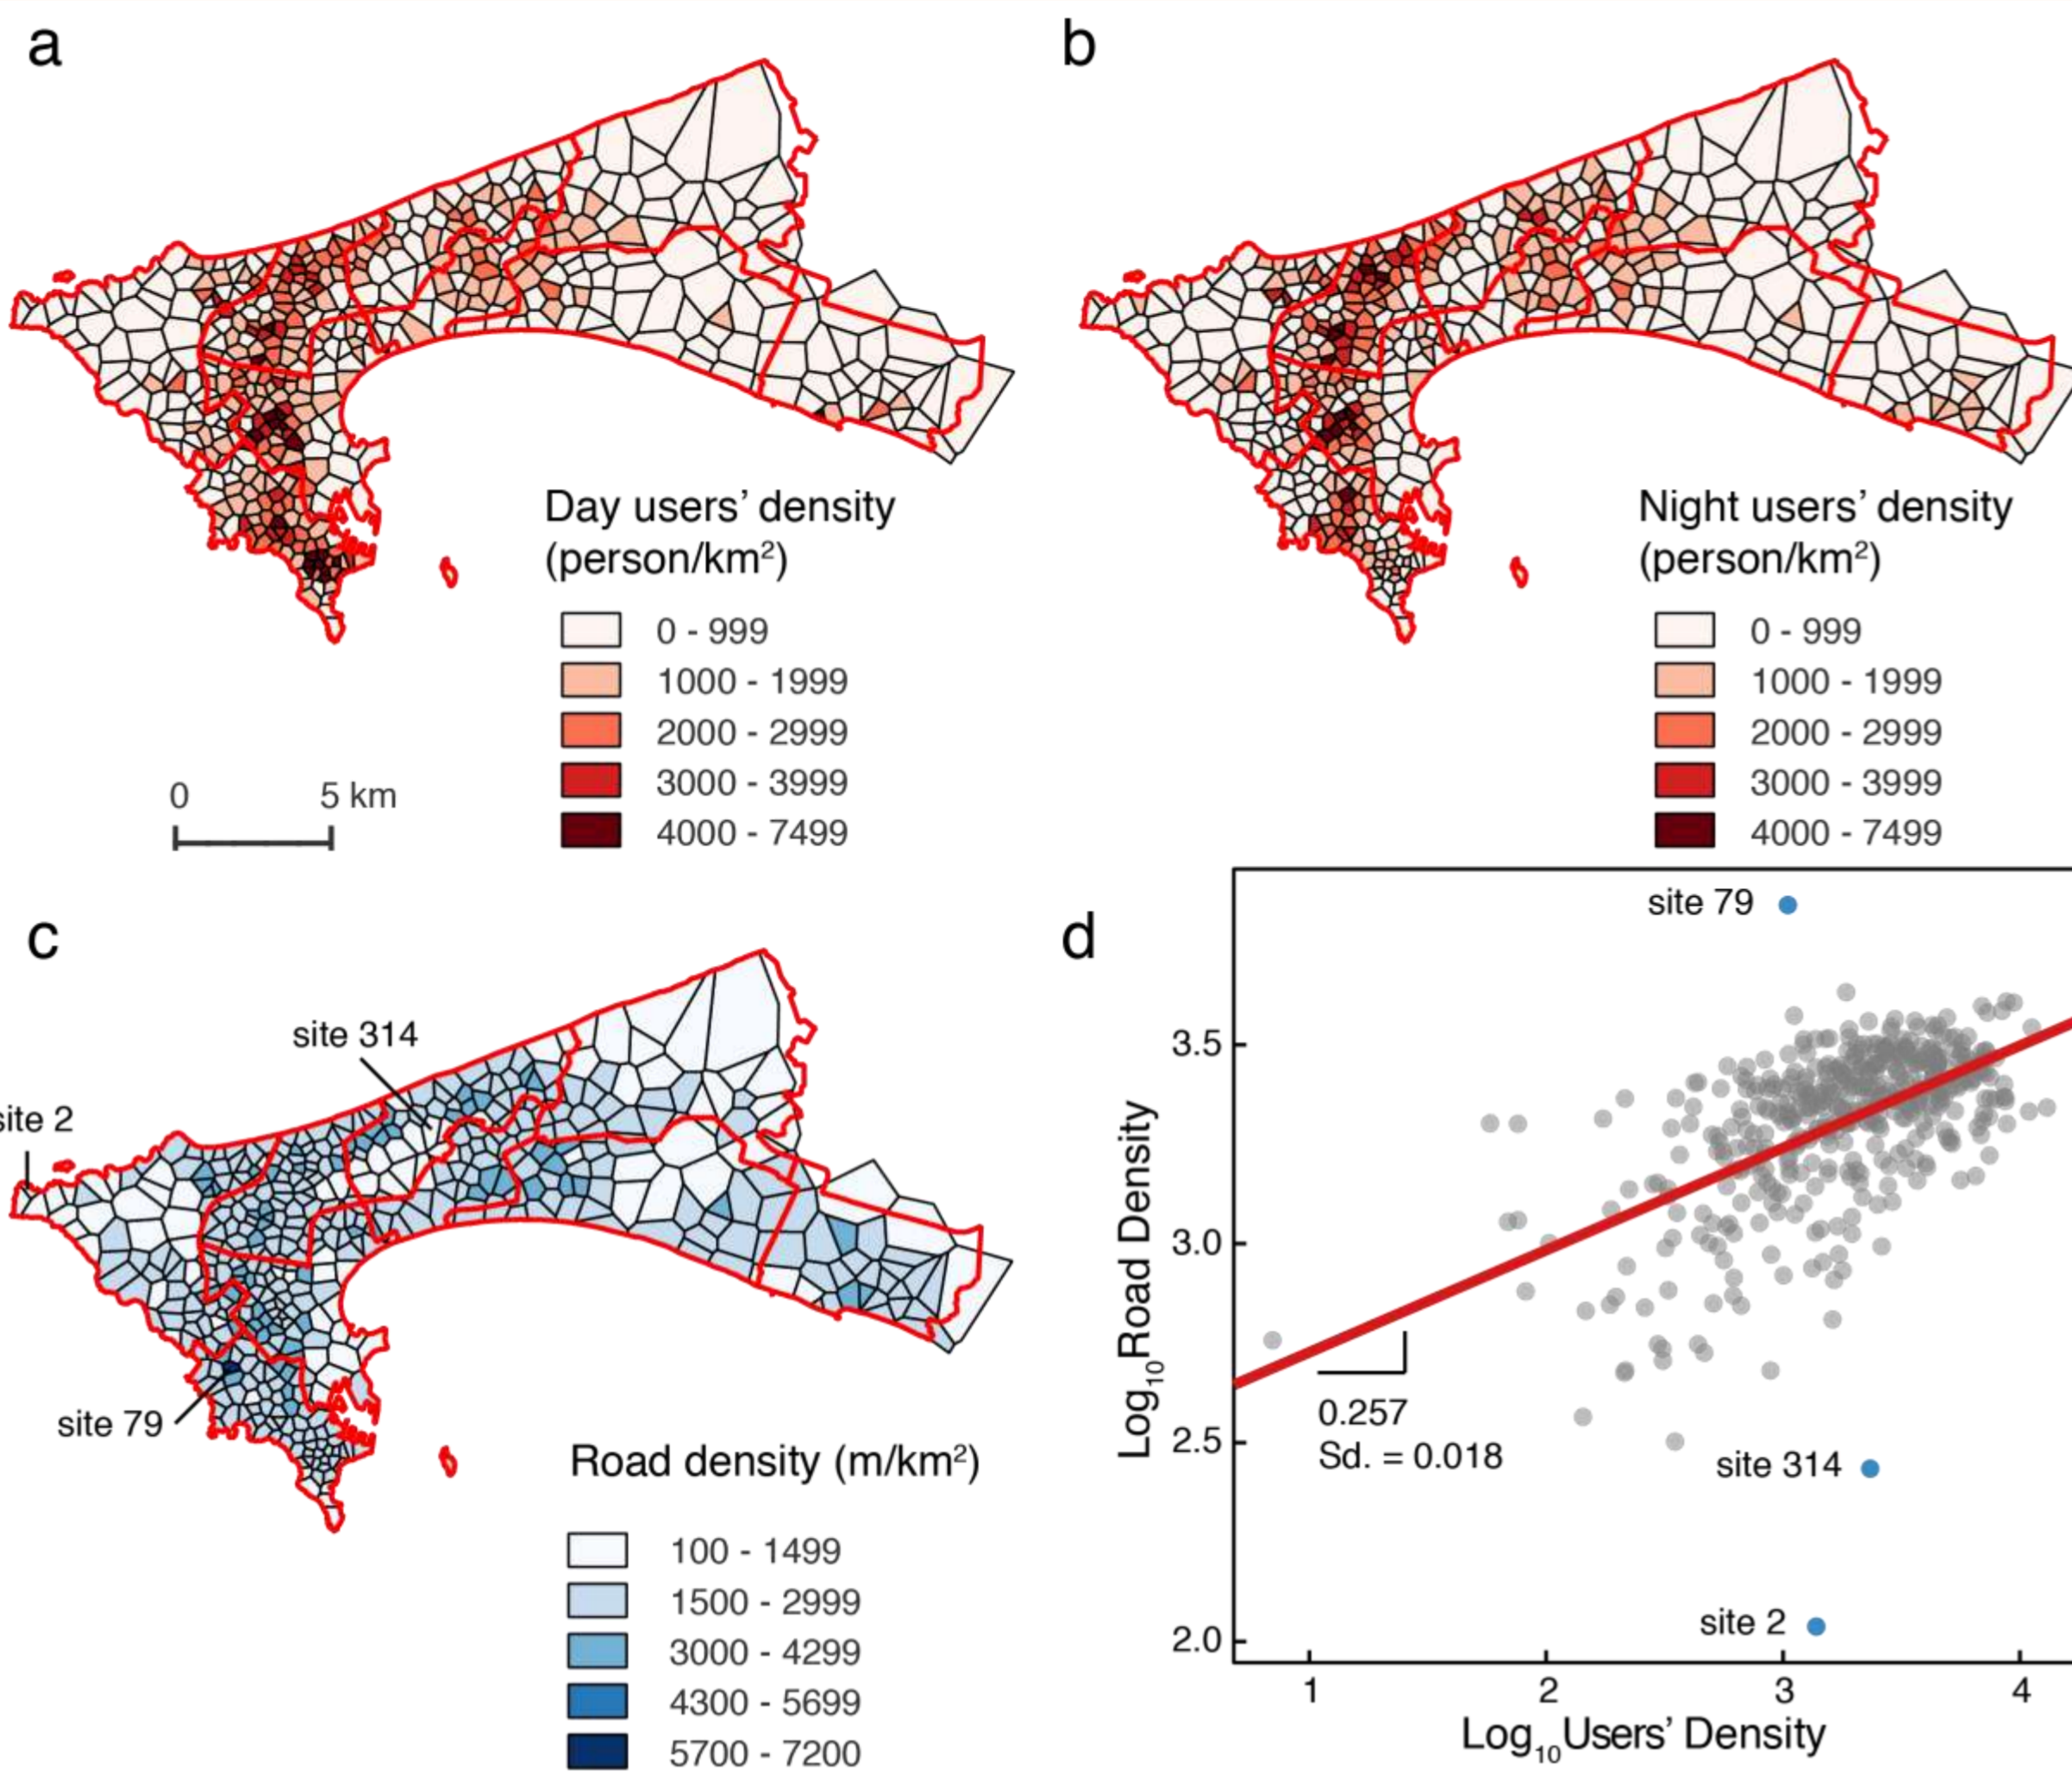 a
b
Day users’ density
(person/km²)
0 - 999
1000 - 1999
2000 - 2999
3000 - 3999
4000 - 7499
0 5 km
Night users’ density
(person/km²)
0 - 999
1000 - 1999
2000 - 2999
3000 - 3999
4000 - 7499
c
site 314
site 2
site 79
Road density (m/km²)
100 - 1499
1500 - 2999
3000 - 4299
4300 - 5699
5700 - 7200
d
site 79
3.5
3.0
2.5
2.0
Log₁₀Road Density
0.257
Sd. = 0.018
site 314
site 2
1 2 3 4
Log₁₀Users’ Density